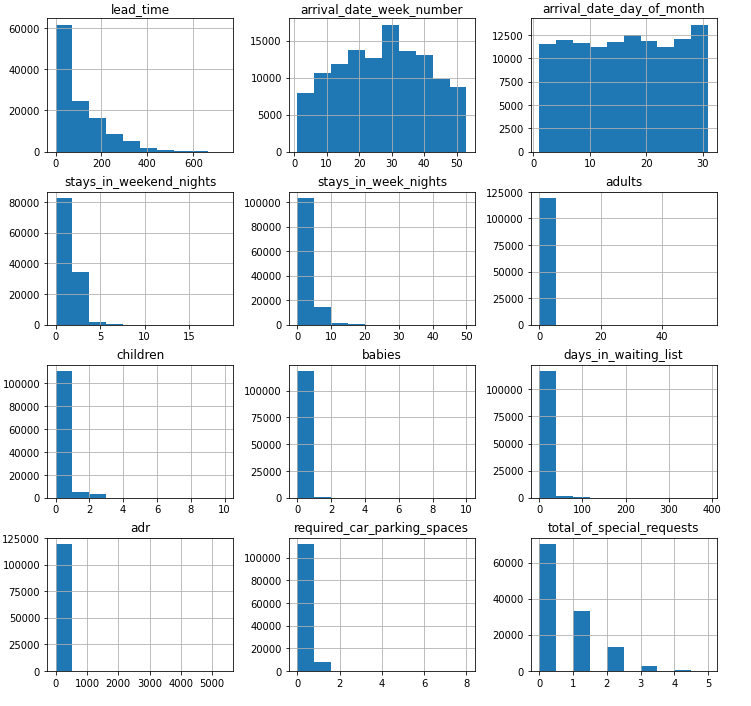 lead_time arrival_date_week_number arrival_date_day_of_month
60000 15000 12500
40000 10000 10000
20000 5000 7500
5000
2500
0 0 0
0 200 400 600 0 10 20 30 40 50 0 10 20 30
stays_in_weekend_nights stays_in_week_nights adults
80000 100000 125000
60000 80000 100000
40000 60000 75000
20000 40000 50000
20000 25000
0 0 0
0 5 10 15 0 10 20 30 40 50 0 20 40
children babies days_in_waiting_list
100000 100000 100000
80000 75000 75000
60000 50000 50000
40000 25000 25000
20000
0 0 0
0 2 4 6 8 10 0 2 4 6 8 10 0 100 200 300 400
adr required_car_parking_spaces total_of_special_requests
125000 100000 60000
100000 80000 40000
75000 60000 20000
50000 40000
25000 20000
0 0 0
0 1000 2000 3000 4000 5000 0 2 4 6 8 0 1 2 3 4 5